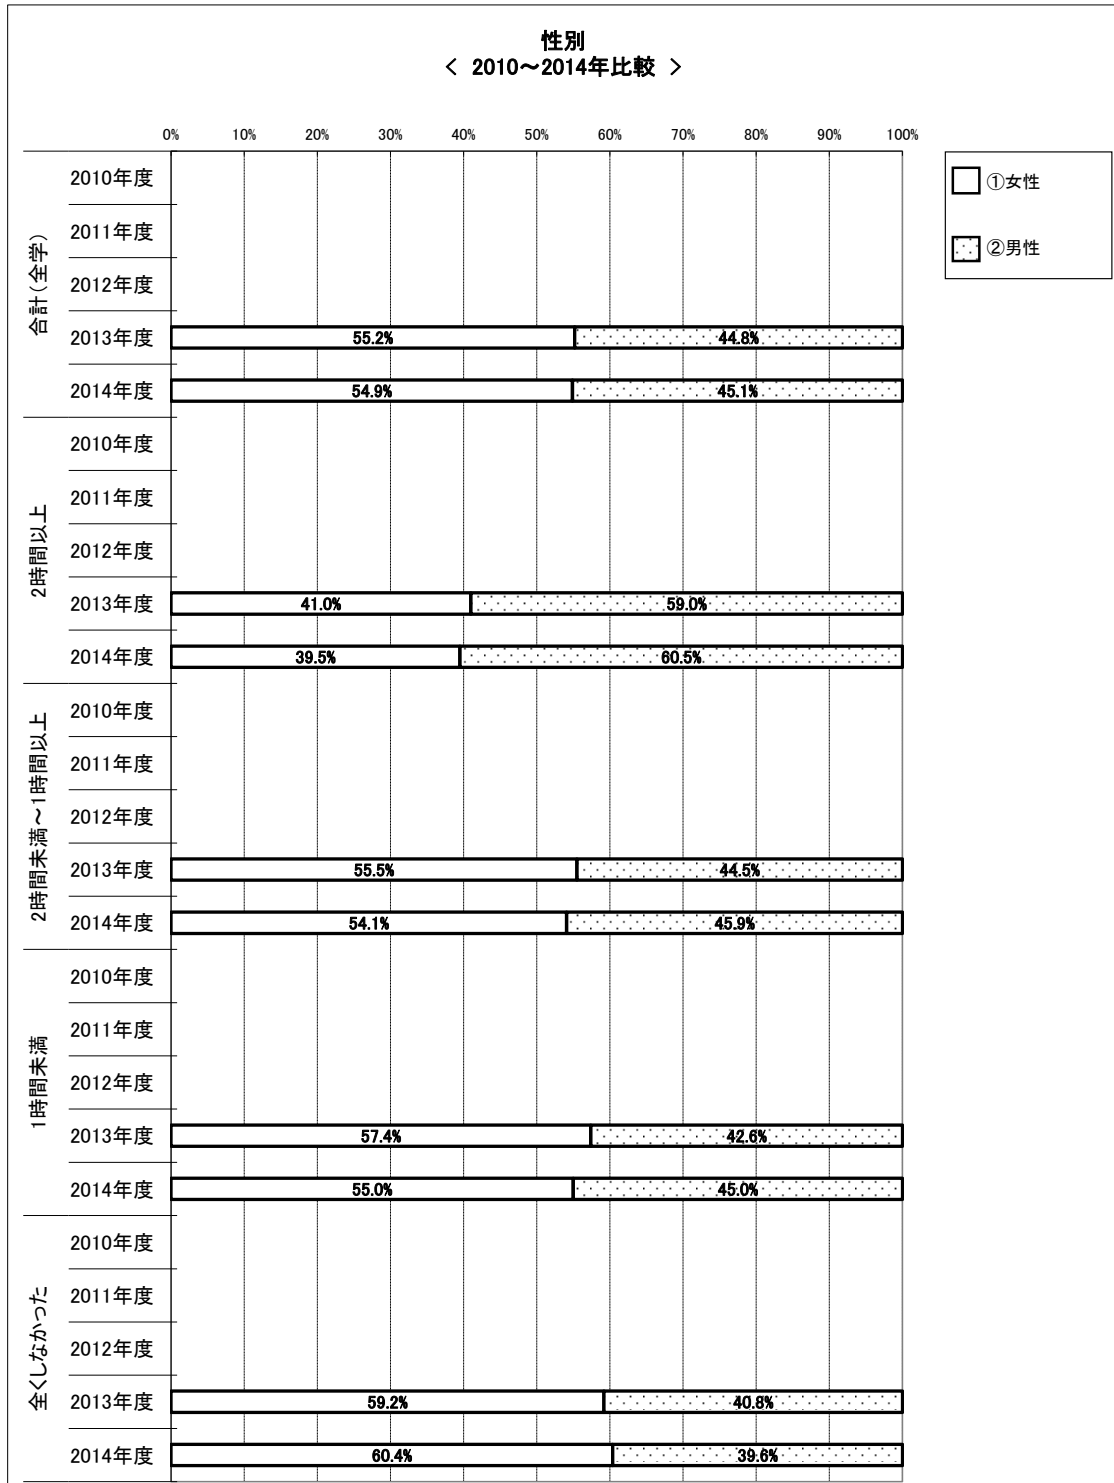 性別
< 2010～2014年比較 >
0% 10% 20% 30% 40% 50% 60% 70% 80% 90% 100%
①女性
②男性
合計(全学)
2010年度
2011年度
2012年度
2013年度 55.2% 44.8%
2014年度 54.9% 45.1%
2時間以上
2010年度
2011年度
2012年度
2013年度 41.0% 59.0%
2014年度 39.5% 60.5%
2時間未満～1時間以上
2010年度
2011年度
2012年度
2013年度 55.5% 44.5%
2014年度 54.1% 45.9%
1時間未満
2010年度
2011年度
2012年度
2013年度 57.4% 42.6%
2014年度 55.0% 45.0%
全くしなかった
2010年度
2011年度
2012年度
2013年度 59.2% 40.8%
2014年度 60.4% 39.6%